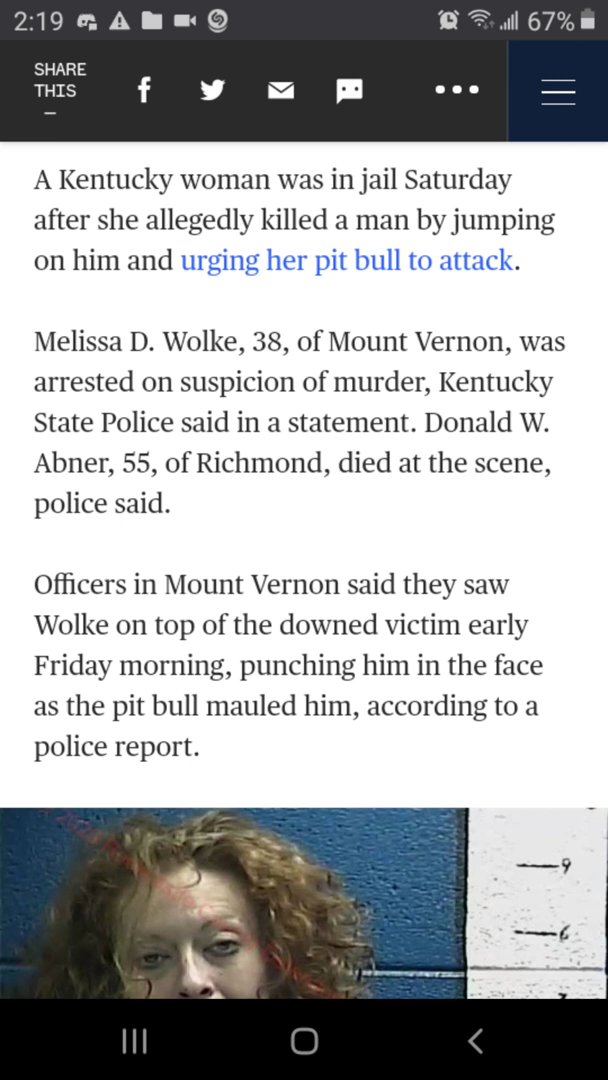 2:19 67%
SHARE
THIS
A Kentucky woman was in jail Saturday
after she allegedly killed a man by jumping
on him and urging her pit bull to attack.
Melissa D. Wolke, 38, of Mount Vernon, was
arrested on suspicion of murder, Kentucky
State Police said in a statement. Donald W.
Abner, 55, of Richmond, died at the scene,
police said.
Officers in Mount Vernon said they saw
Wolke on top of the downed victim early
Friday morning, punching him in the face
as the pit bull mauled him, according to a
police report.
9
6